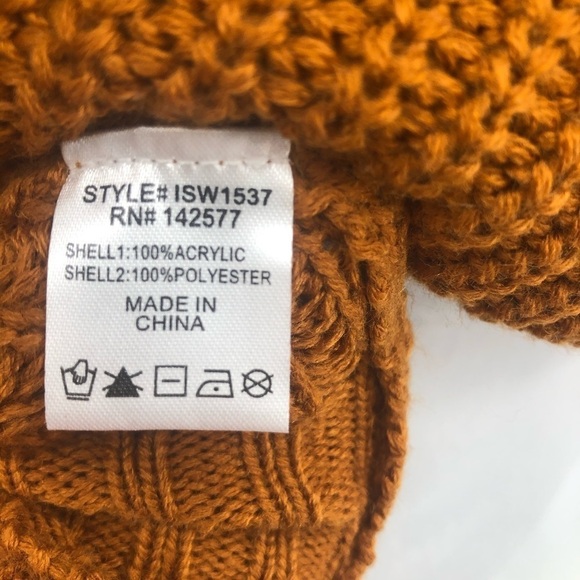 STYLE# ISW1537
RN# 142577
SHELL1:100%ACRYLIC
SHELL2:100%POLYESTER
MADE IN
CHINA